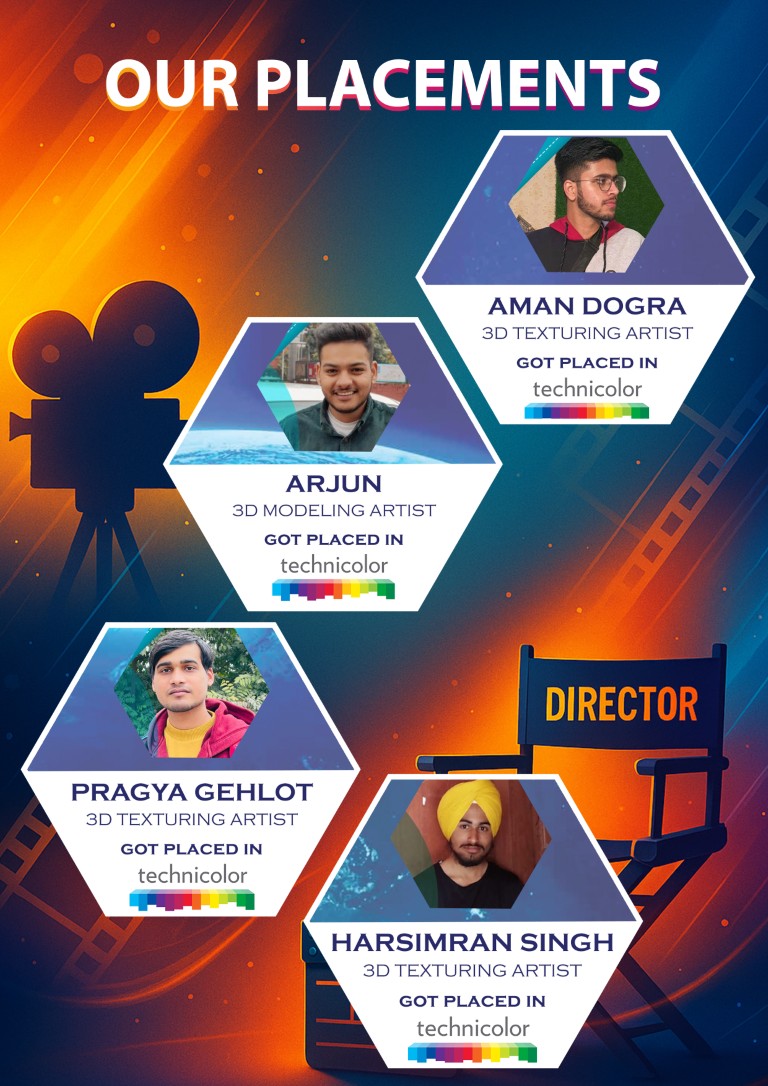 OUR PLACEMENTS
AMAN DOGRA
3D TEXTURING ARTIST
GOT PLACED IN
technicolor
ARJUN
3D MODELING ARTIST
GOT PLACED IN
technicolor
PRAGYA GEHLOT
3D TEXTURING ARTIST
GOT PLACED IN
technicolor
DIRECTOR
HARSIMRAN SINGH
3D TEXTURING ARTIST
GOT PLACED IN
technicolor